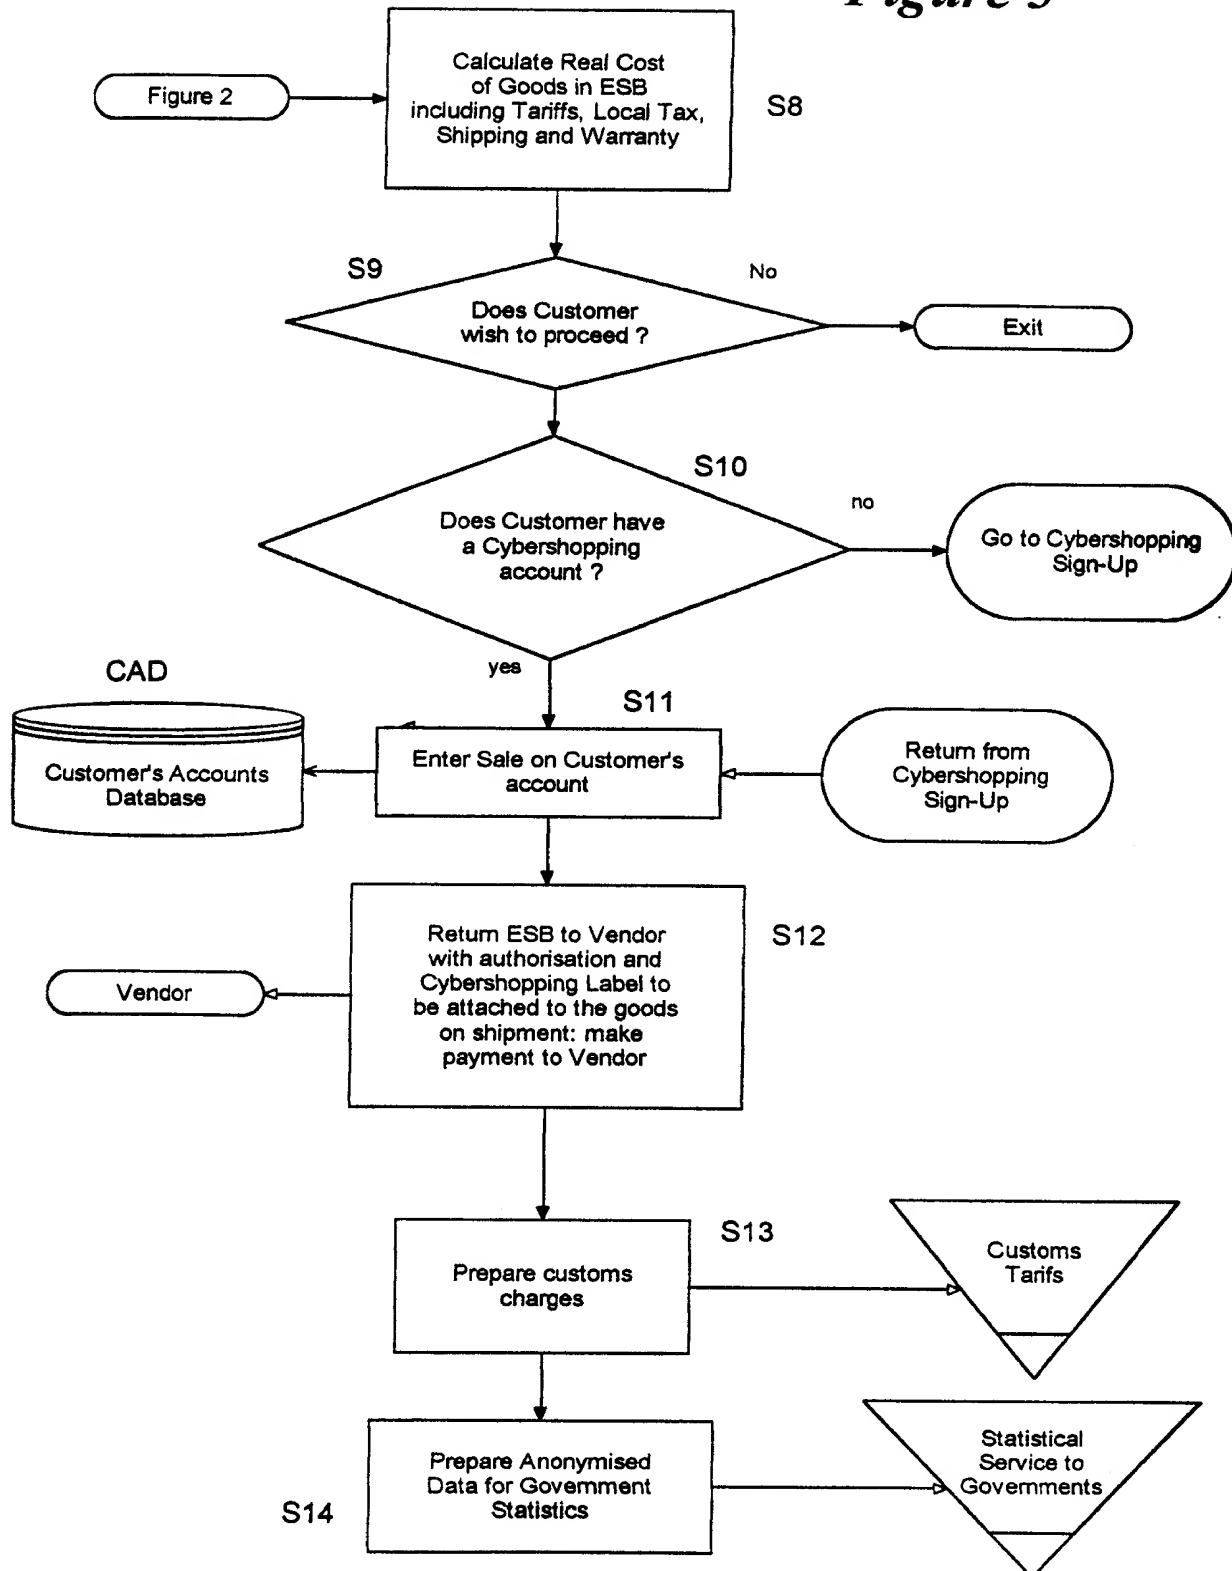 Figure 3
Calculate Real Cost
of Goods in ESB
including Tariffs, Local Tax,
Shipping and Warranty
Figure 2
S8
S9
No
Does Customer
wish to proceed ?
Exit
S10
no
Does Customer have
a Cybershopping
account ?
Go to Cybershopping
Sign-Up
yes
CAD
S11
Customer's Accounts
Database
Enter Sale on Customer's
account
Return from
Cybershopping
Sign-Up
S12
Return ESB to Vendor
with authorisation and
Cybershopping Label to
be attached to the goods
on shipment: make
payment to Vendor
Vendor
S13
Prepare customs
charges
Customs
Tarifs
Prepare Anonymised
Data for Government
Statistics
S14
Statistical
Service to
Governments